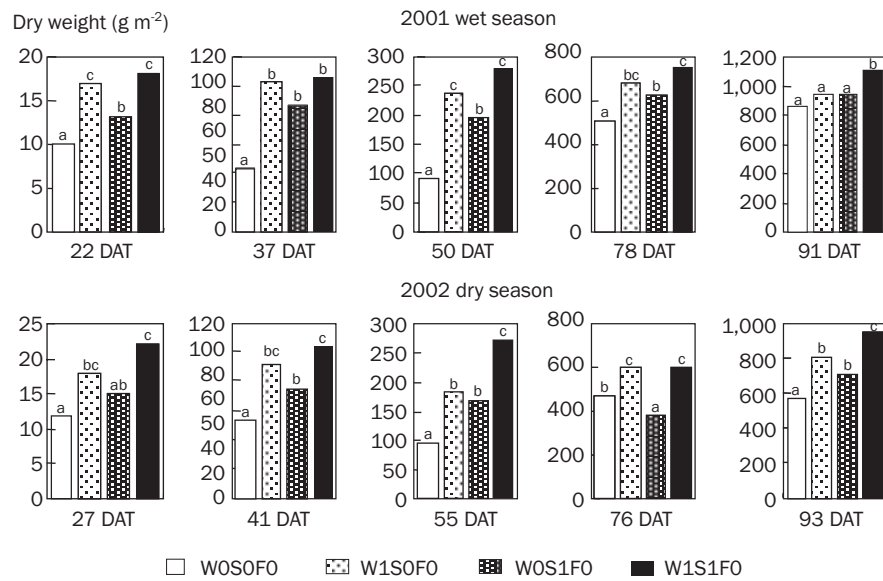 Dry weight (g m-2)
2001 wet season
20
15
10
5
0
a
c
b
c
22 DAT
120
100
80
80
60
50
40
20
0
a
b
b
b
37 DAT
300
250
200
150
100
50
0
a
c
b
c
50 DAT
800
600
400
200
0
a
bc
b
c
78 DAT
1,200
1,000
800
600
400
200
0
a
a
a
b
91 DAT
2002 dry season
25
20
15
10
5
0
a
bc
ab
c
27 DAT
120
100
80
80
60
50
40
20
0
a
bc
b
c
41 DAT
300
250
200
150
100
50
0
a
b
b
c
55 DAT
800
600
400
200
0
b
c
a
c
76 DAT
1,000
800
600
400
200
0
a
b
b
c
93 DAT
W0S0F0 W1S0F0 W0S1F0 W1S1F0